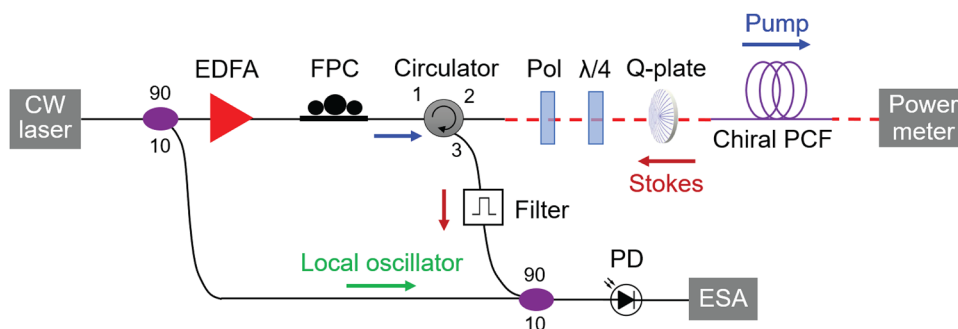 Pump
EDFA
FPC
Circulator
Pol
λ/4
Q-plate
CW
laser
90
10
1
2
3
Chiral PCF
Power
meter
Stokes
Filter
Local oscillator
90
10
PD
ESA